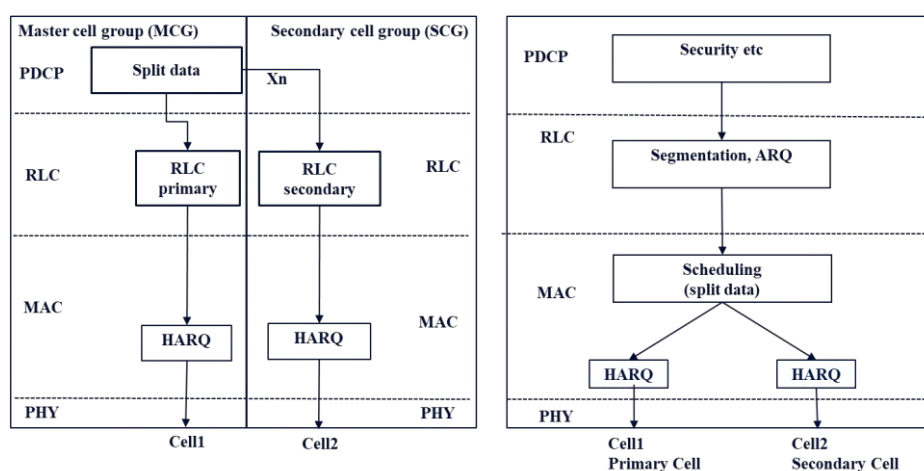 Master cell group (MCG)
Secondary cell group (SCG)
PDCP
Split data
Xn
RLC
RLC
primary
RLC
secondary
RLC
MAC
HARQ
HARQ
MAC
PHY
PHY
Cell1
Cell2
PDCP
Security etc
RLC
Segmentation, ARQ
MAC
Scheduling
(split data)
HARQ
HARQ
PHY
Cell1
Primary Cell
Cell2
Secondary Cell